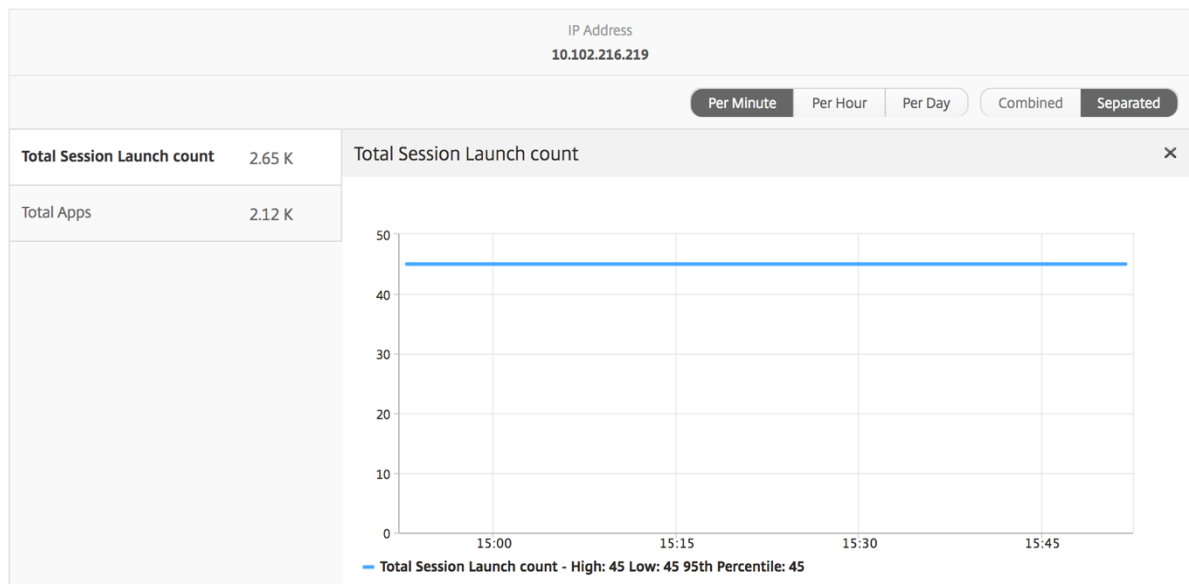 IP Address
10.102.216.219
Per Minute Per Hour Per Day Combined Separated
Total Session Launch count 2.65 K
Total Apps 2.12 K
Total Session Launch count ×
50
40
30
20
10
0
15:00 15:15 15:30 15:45
Total Session Launch count - High: 45 Low: 45 95th Percentile: 45